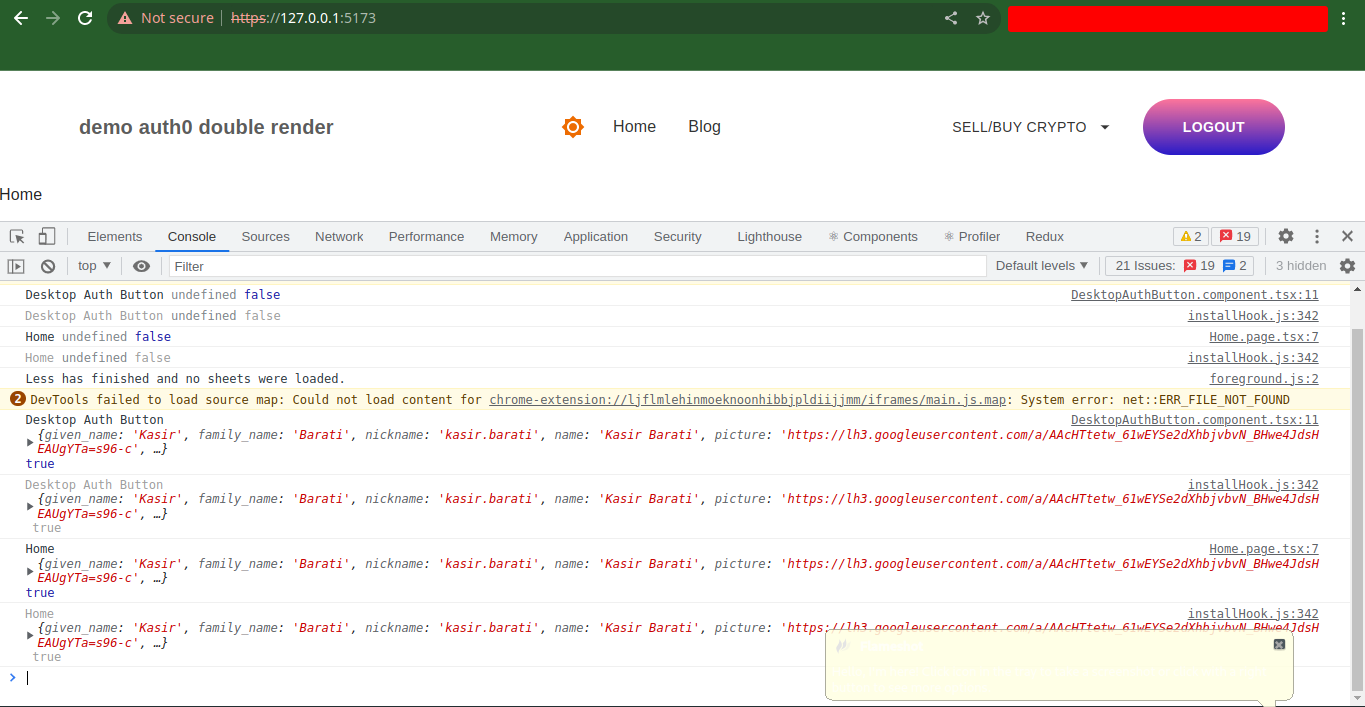 Not secure https://127.0.0.1:5173
demo auth0 double render Home Blog SELL/BUY CRYPTO LOGOUT
Home
Elements Console Sources Network Performance Memory Application Security Lighthouse Components Profiler Redux 2 19
top Filter Default levels 21 Issues: 19 2 3 hidden
Desktop Auth Button undefined false DesktopAuthButton.component.tsx:11
Desktop Auth Button undefined false installHook.js:342
Home undefined false Home.page.tsx:7
Home undefined false installHook.js:342
Less has finished and no sheets were loaded. foreground.js:2
2 DevTools failed to load source map: Could not load content for chrome-extension://ljflmlehinmoeknoonhibbjpldiijjmm/iframes/main.js.map: System error: net::ERR_FILE_NOT_FOUND
Desktop Auth Button DesktopAuthButton.component.tsx:11
{given_name: 'Kasir', family_name: 'Barati', nickname: 'kasir.barati', name: 'Kasir Barati', picture: 'https://lh3.googleusercontent.com/a/AAcHTtetw_61wEYSe2dXhbjvbvN_BHwe4JdsH
EAUgYTa=s96-c', …}
true
Desktop Auth Button installHook.js:342
{given_name: 'Kasir', family_name: 'Barati', nickname: 'kasir.barati', name: 'Kasir Barati', picture: 'https://lh3.googleusercontent.com/a/AAcHTtetw_61wEYSe2dXhbjvbvN_BHwe4JdsH
EAUgYTa=s96-c', …}
true
Home Home.page.tsx:7
{given_name: 'Kasir', family_name: 'Barati', nickname: 'kasir.barati', name: 'Kasir Barati', picture: 'https://lh3.googleusercontent.com/a/AAcHTtetw_61wEYSe2dXhbjvbvN_BHwe4JdsH
EAUgYTa=s96-c', …}
true
Home installHook.js:342
{given_name: 'Kasir', family_name: 'Barati', nickname: 'kasir.barati', name: 'Kasir Barati', picture: 'https://lh3.googleusercontent.com/a/AAcHTtetw_61wEYSe2dXhbjvbvN_BHwe4JdsH
EAUgYTa=s96-c', …}
true